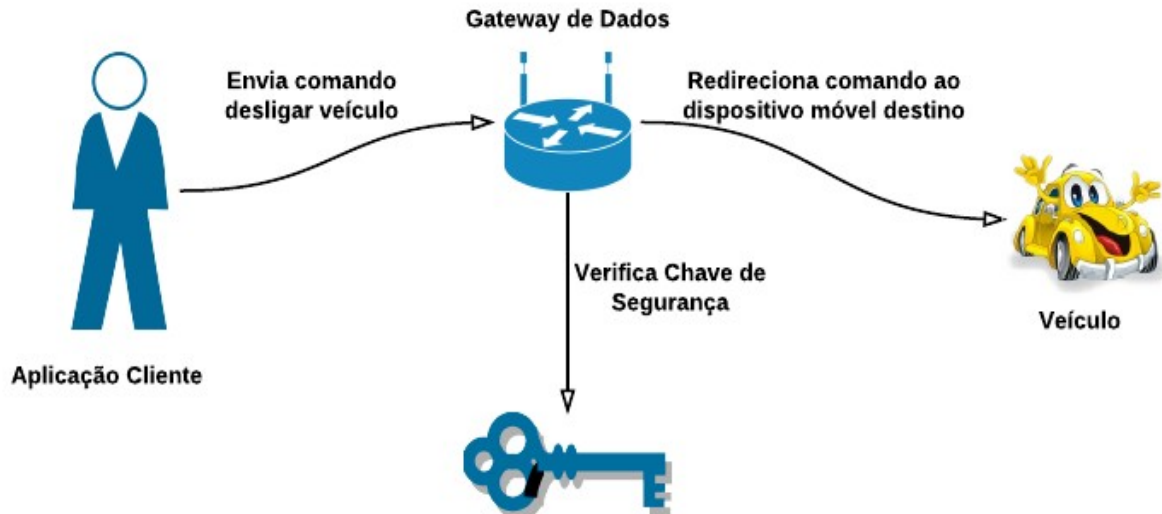 Gateway de Dados
Envia comando
desligar veículo
Redireciona comando ao
dispositivo móvel destino
Verifica Chave de
Segurança
Veículo
Aplicação Cliente